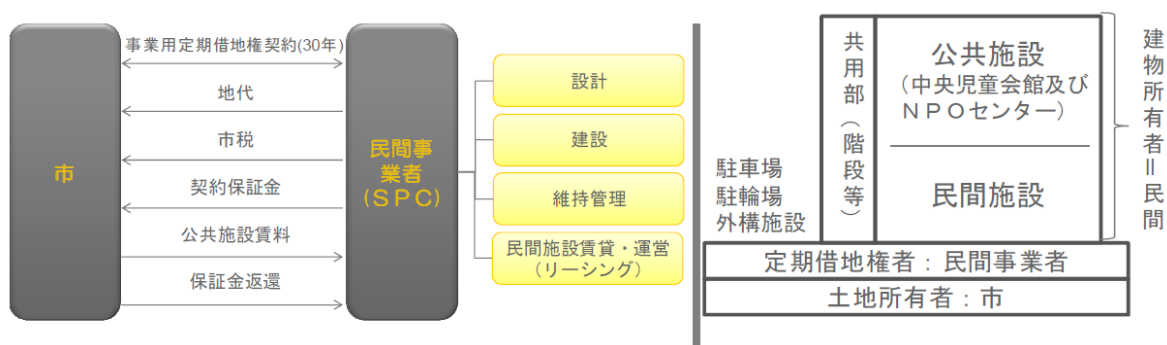 市
事業用定期借地権契約(30年)
地代
市税
契約保証金
公共施設賃料
保証金返還
民間事
業者
(ＳＰＣ)
設計
建設
維持管理
民間施設賃貸・運営
(リーシング)
駐車場
駐輪場
外構施設
共用部（階段等）
公共施設
（中央児童会館及び
ＮＰＯセンター）
民間施設
建物所有者＝民間
定期借地権者：民間事業者
土地所有者：市